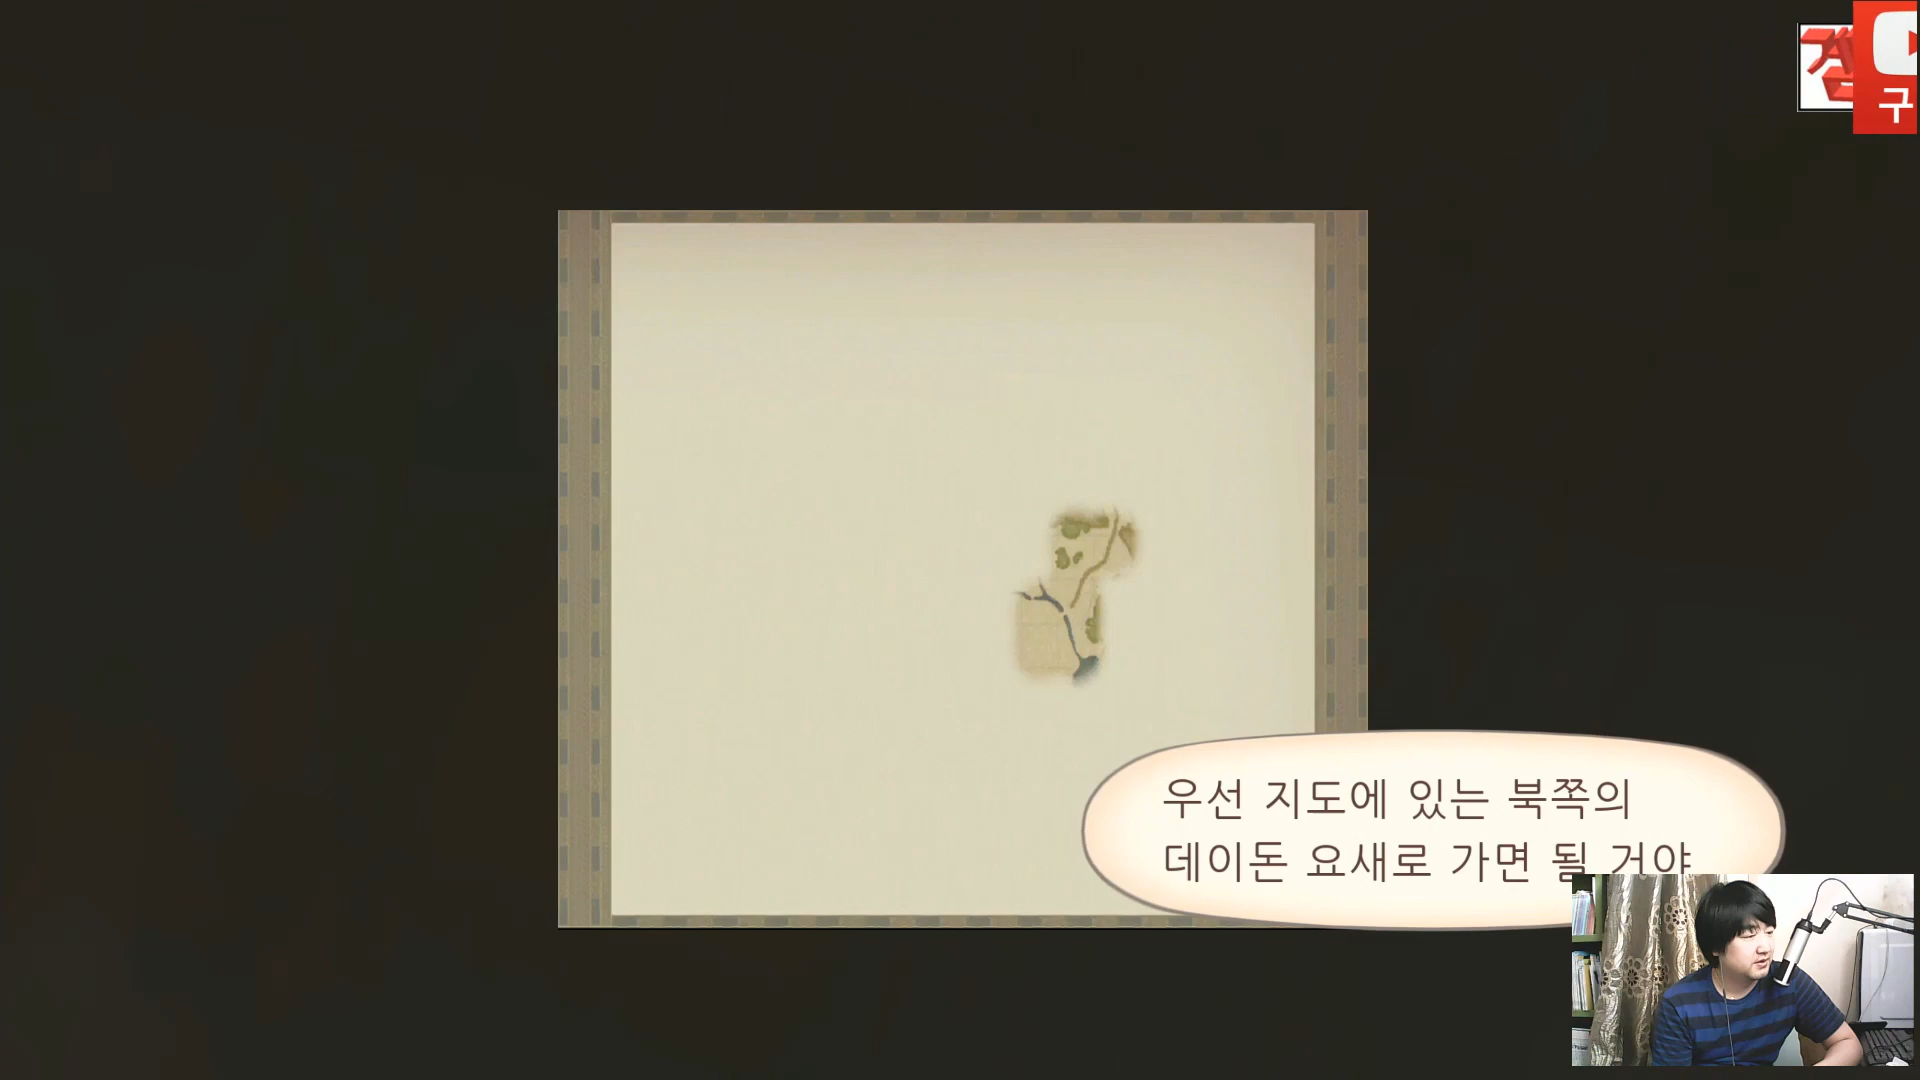 구
우선 지도에 있는 북쪽의
데이돈 요새로 가면 될 거야